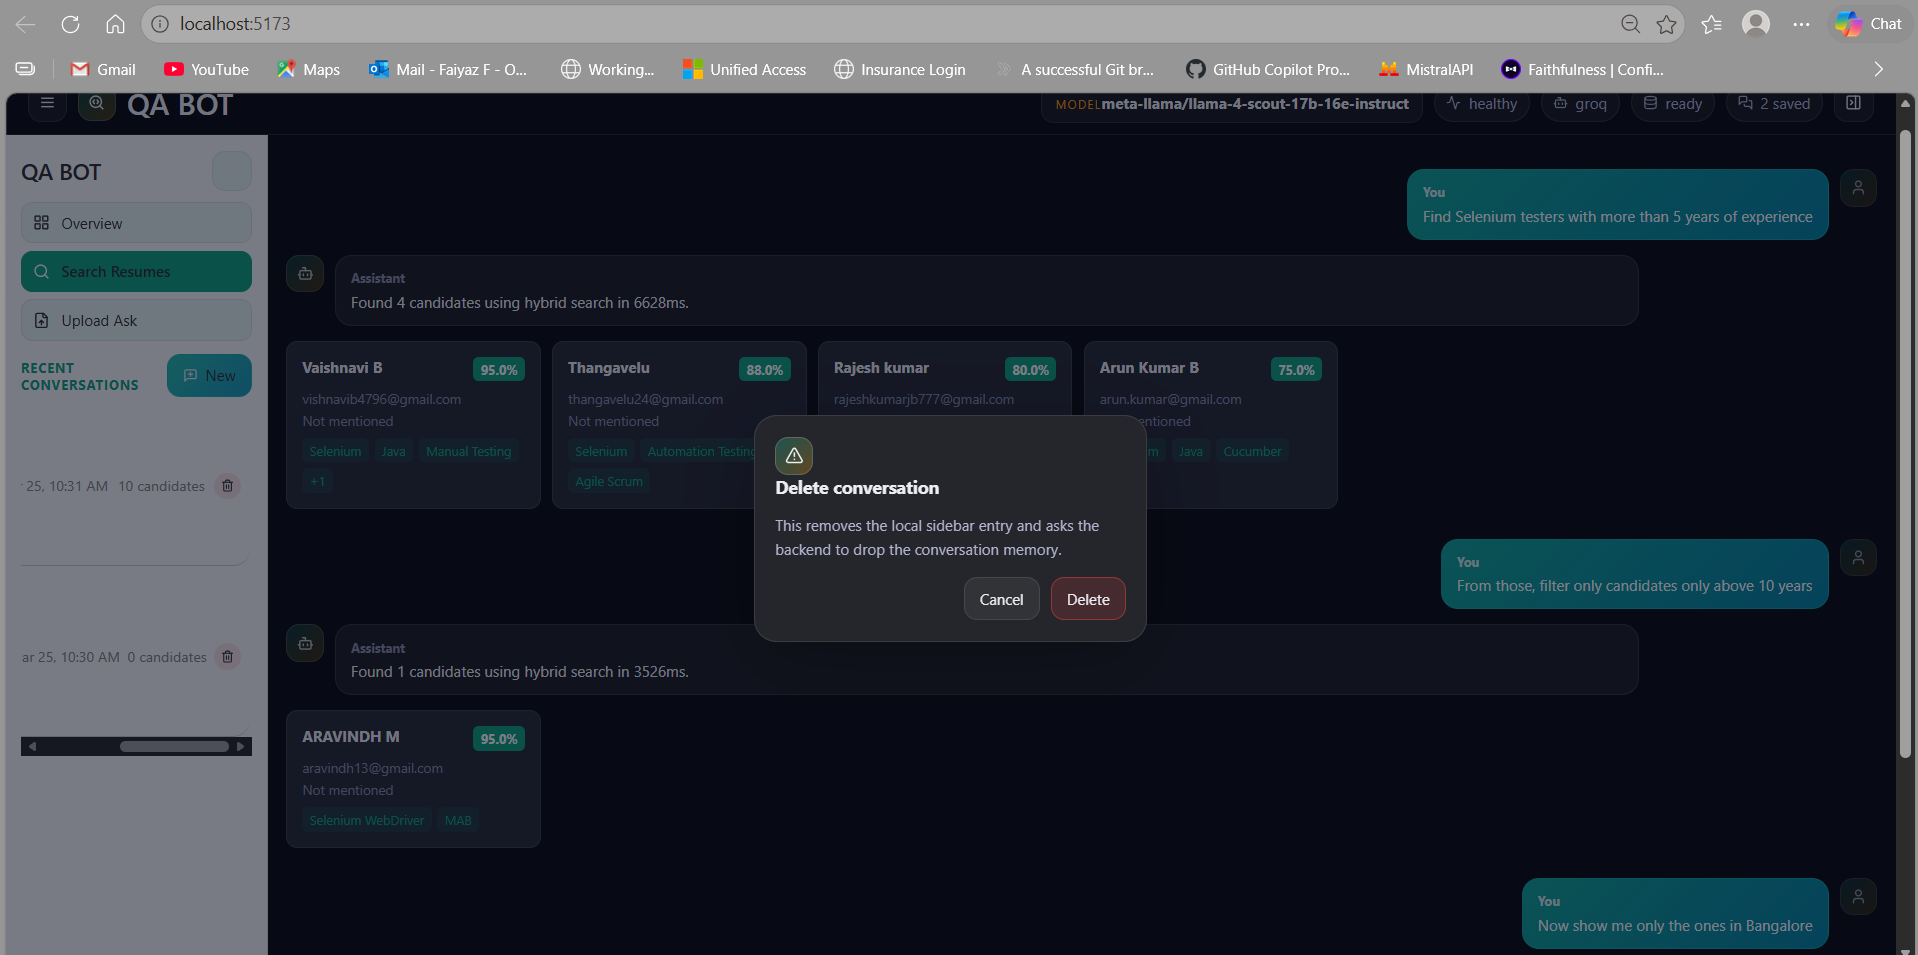 localhost:5173
Chat
Gmail
YouTube
Maps
Mail - Faiyaz F - O...
Working...
Unified Access
Insurance Login
A successful Git br...
GitHub Copilot Pro...
MistralAPI
Faithfulness | Confi...
QA BOT
MODEL meta-llama/llama-4-scout-17b-16e-instruct
healthy
groq
ready
2 saved
QA BOT
Overview
Search Resumes
Upload Ask
RECENT
CONVERSATIONS
New
25, 10:31 AM 10 candidates
ar 25, 10:30 AM 0 candidates
You
Find Selenium testers with more than 5 years of experience
Assistant
Found 4 candidates using hybrid search in 6628ms.
Vaishnavi B
95.0%
vishnavib4796@gmail.com
Not mentioned
Selenium Java Manual Testing
+1
Thangavelu
88.0%
thangavelu24@gmail.com
Not mentioned
Selenium Automation Testing
Agile Scrum
Rajesh kumar
80.0%
rajeshkumarjb777@gmail.com
Arun Kumar B
75.0%
arun.kumar@gmail.com
entioned
m Java Cucumber
Delete conversation
This removes the local sidebar entry and asks the
backend to drop the conversation memory.
Cancel
Delete
You
From those, filter only candidates only above 10 years
Assistant
Found 1 candidates using hybrid search in 3526ms.
ARAVINDH M
95.0%
aravindh13@gmail.com
Not mentioned
Selenium WebDriver MAB
You
Now show me only the ones in Bangalore